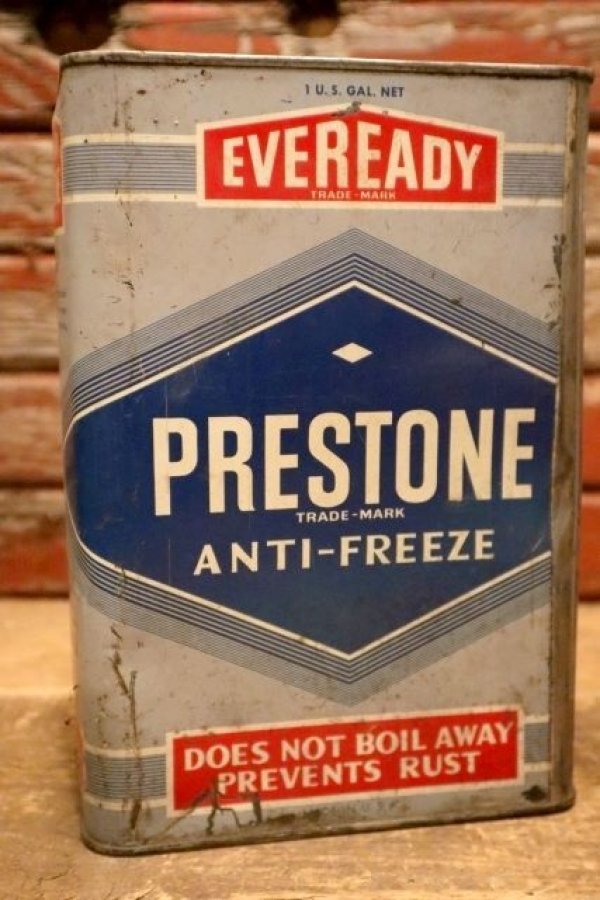 1 U. S. GAL. NET
EVEREADY
TRADE-MARK
PRESTONE
TRADE-MARK
ANTI-FREEZE
DOES NOT BOIL AWAY
PREVENTS RUST